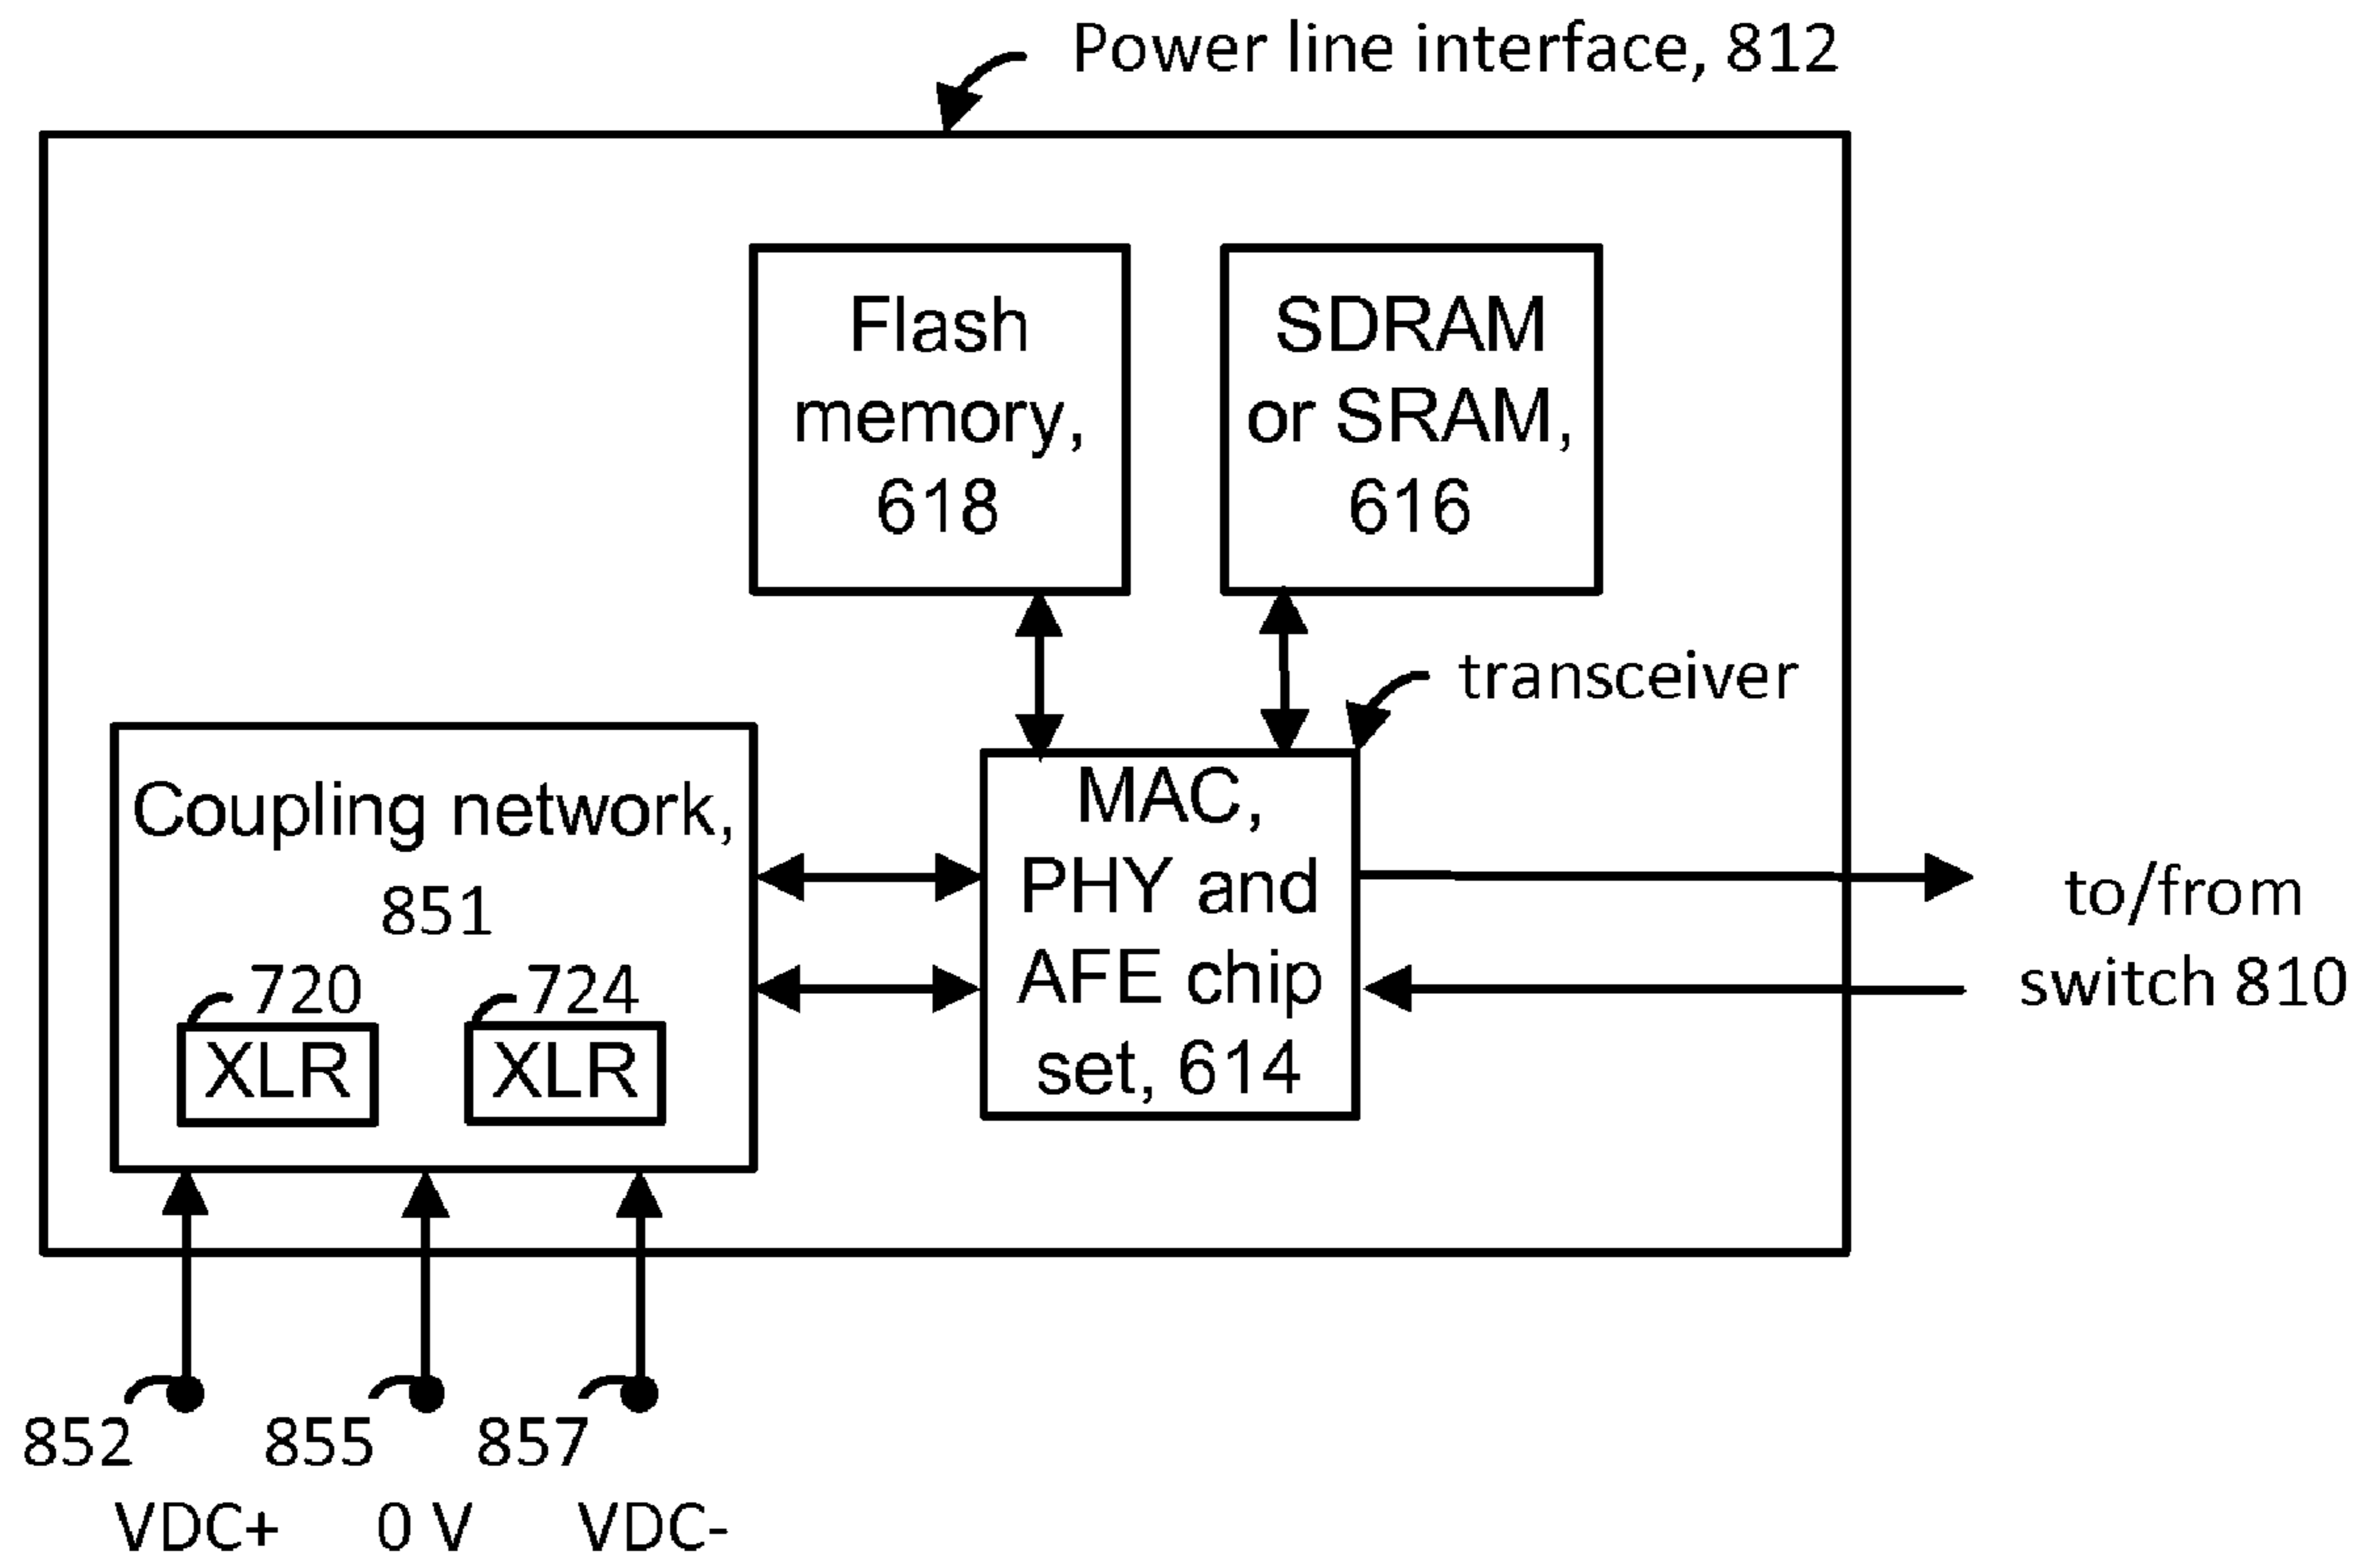 Power line interface, 812
Flash
memory,
618
SDRAM
or SRAM,
616
transceiver
Coupling network,
851
720
XLR
724
XLR
MAC,
PHY and
AFE chip
set, 614
to/from
switch 810
852
VDC+
855
0 V
857
VDC-